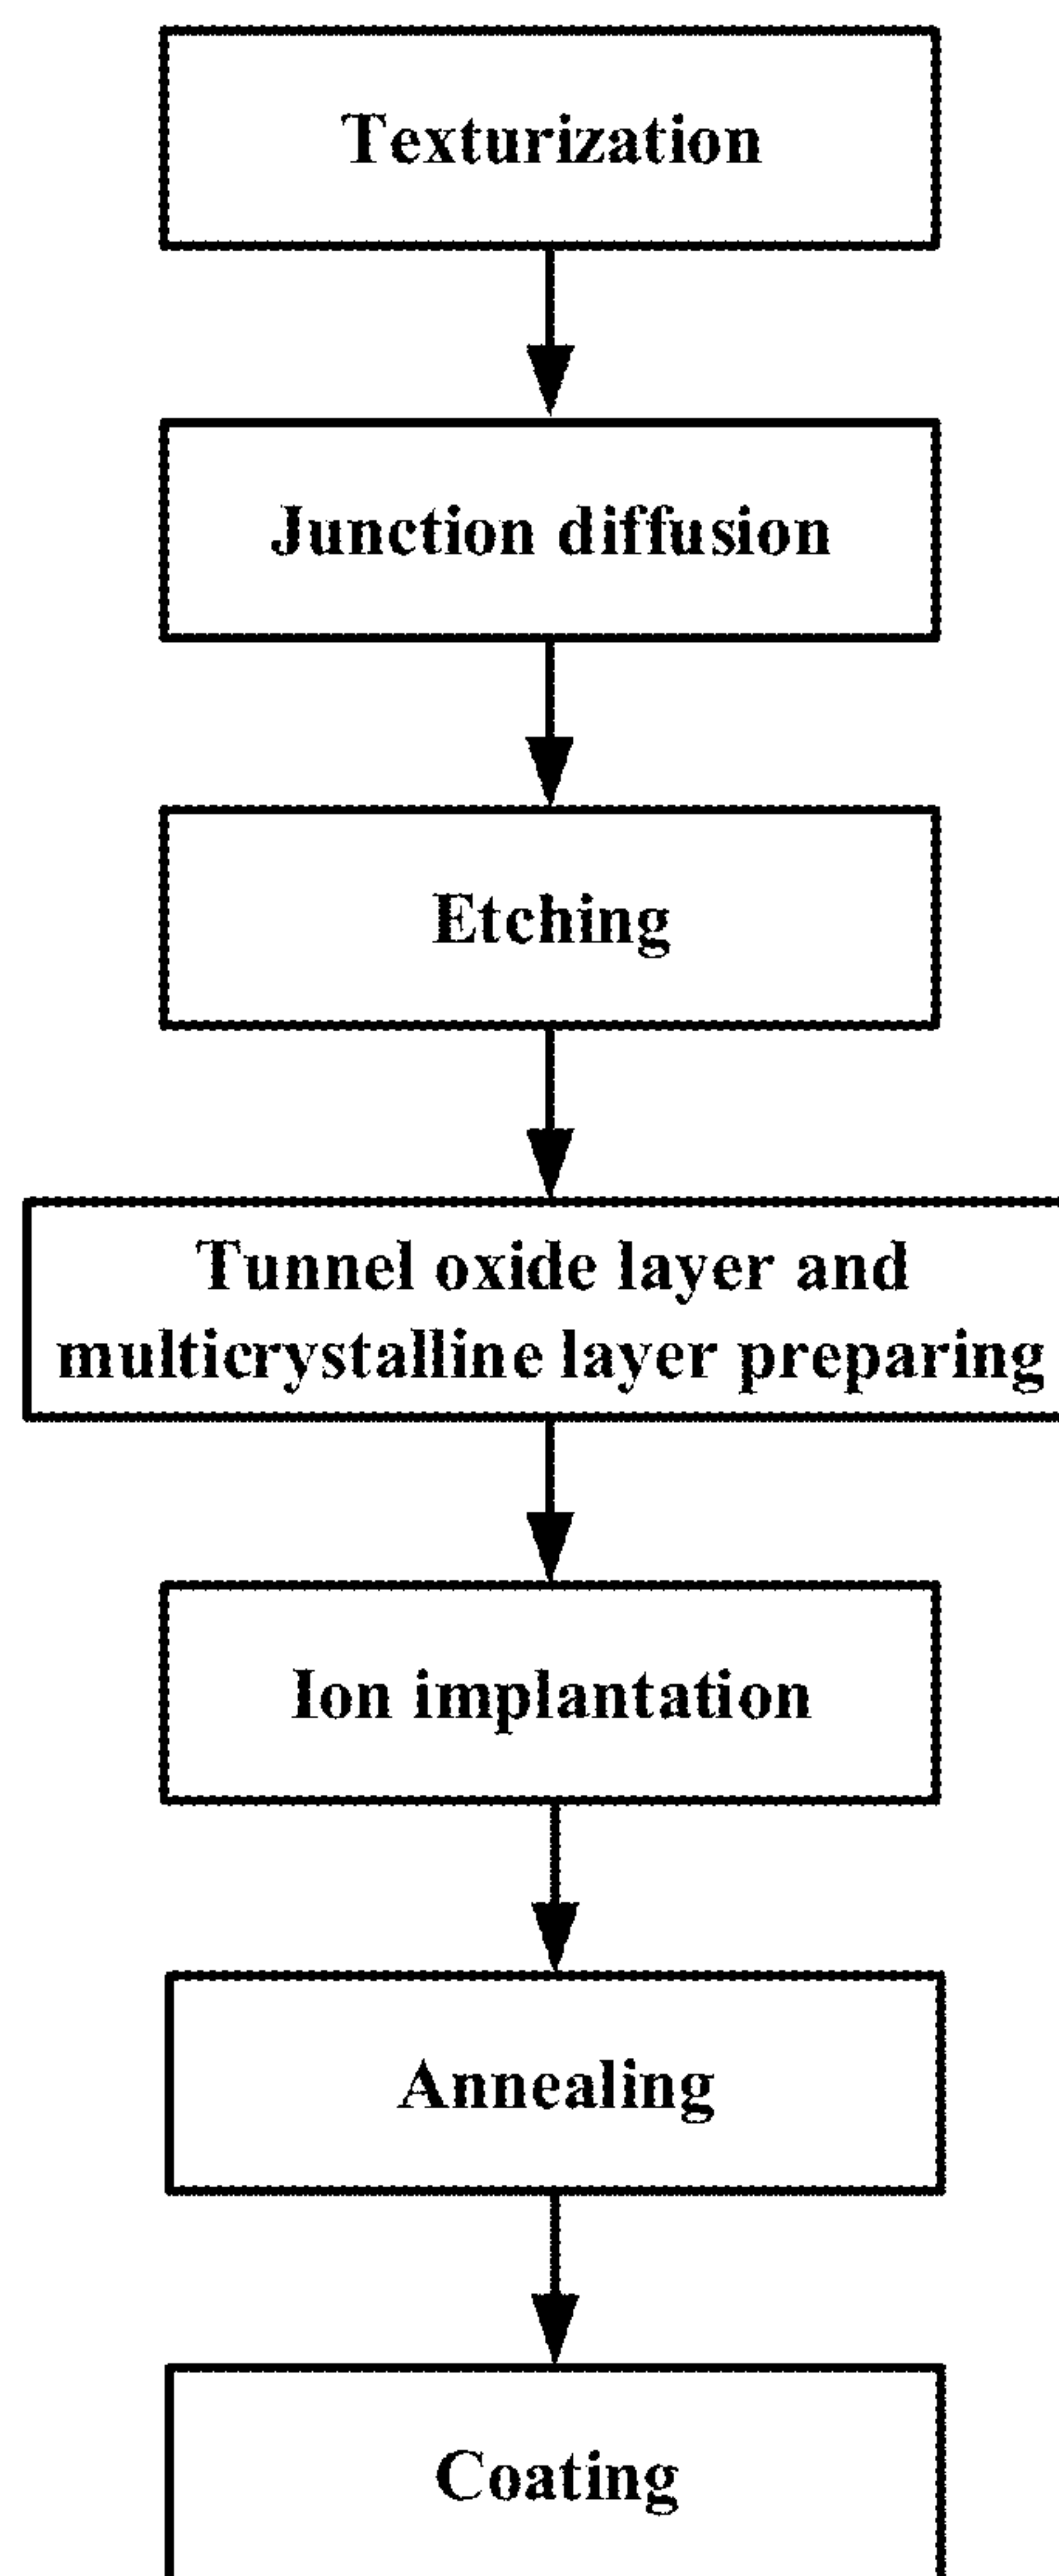 Texturization
Junction diffusion
Etching
Tunnel oxide layer and
multicrystalline layer preparing
Ion implantation
Annealing
Coating